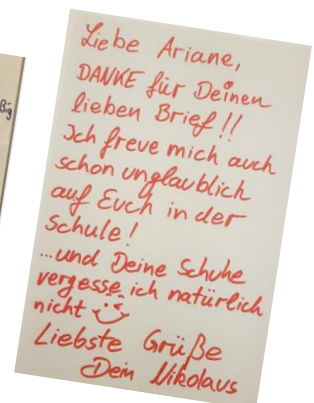 Liebe Ariane,
DANKE für Deinen
lieben Brief!!
Ich freue mich auch
schon unglaublich
auf Euch in der
Schule!
...und Deine Schuhe
vergesse ich natürlich
nicht
Liebste Grüße
Dein Nikolaus